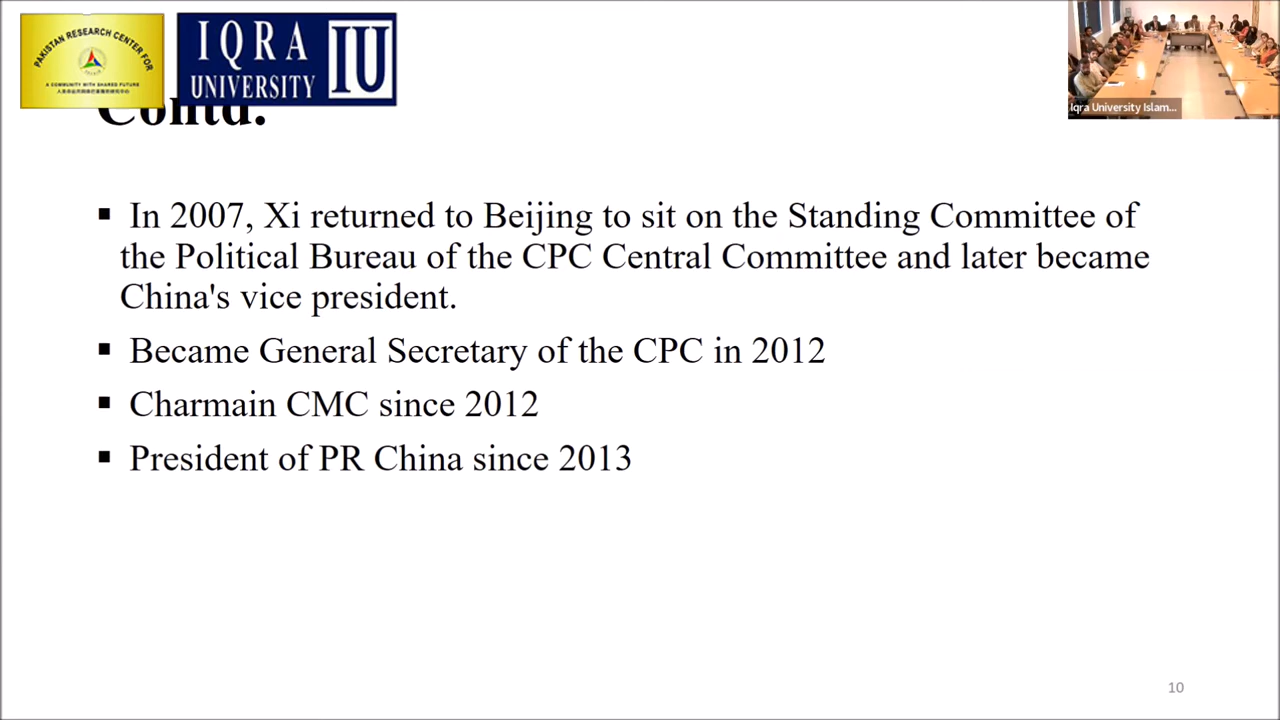 PAKISTAN RESEARCH CENTER FOR
A COMMUNITY WITH SHARED FUTURE
IQRA
UNIVERSITY
IU
Iqra University Islam...
Contd.
▪ In 2007, Xi returned to Beijing to sit on the Standing Committee of
the Political Bureau of the CPC Central Committee and later became
China's vice president.
▪ Became General Secretary of the CPC in 2012
▪ Charmain CMC since 2012
▪ President of PR China since 2013
10